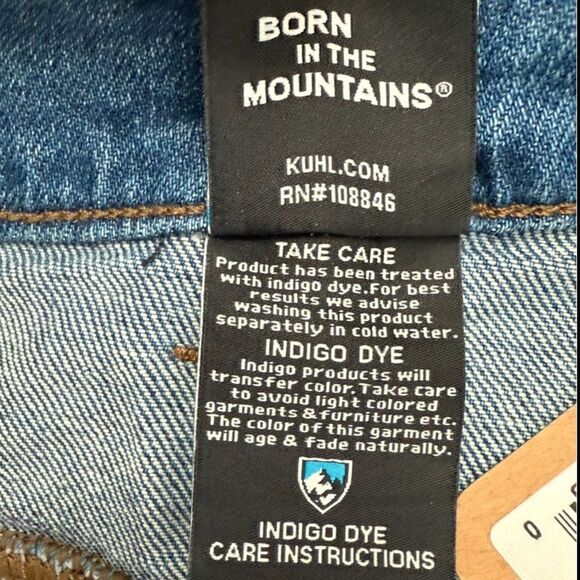 BORN
IN THE
MOUNTAINS®
KUHL.COM
RN#108846
TAKE CARE
Product has been treated
with indigo dye.For best
results we advise
washing this product
separately in cold water.
INDIGO DYE
Indigo products will
transfer color. Take care
to avoid light colored
garments & furniture etc.
The color of this garment
will age & fade naturally.
INDIGO DYE
CARE INSTRUCTIONS
0